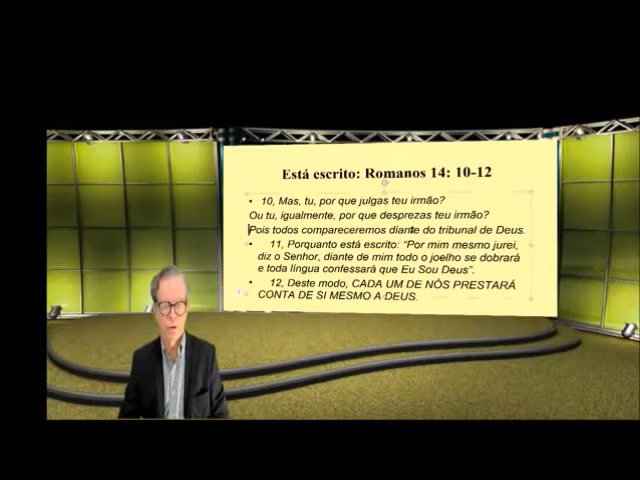 Está escrito: Romanos 14: 10-12
• 10, Mas, tu, por que julgas teu irmão?
Ou tu, igualmente, por que desprezas teu irmão?
Pois todos compareceremos diante do tribunal de Deus.
• 11, Porquanto está escrito: “Por mim mesmo jurei,
diz o Senhor, diante de mim todo o joelho se dobrará
e toda língua confessará que Eu Sou Deus”.
• 12, Deste modo, CADA UM DE NÓS PRESTARÁ
CONTA DE SI MESMO A DEUS.